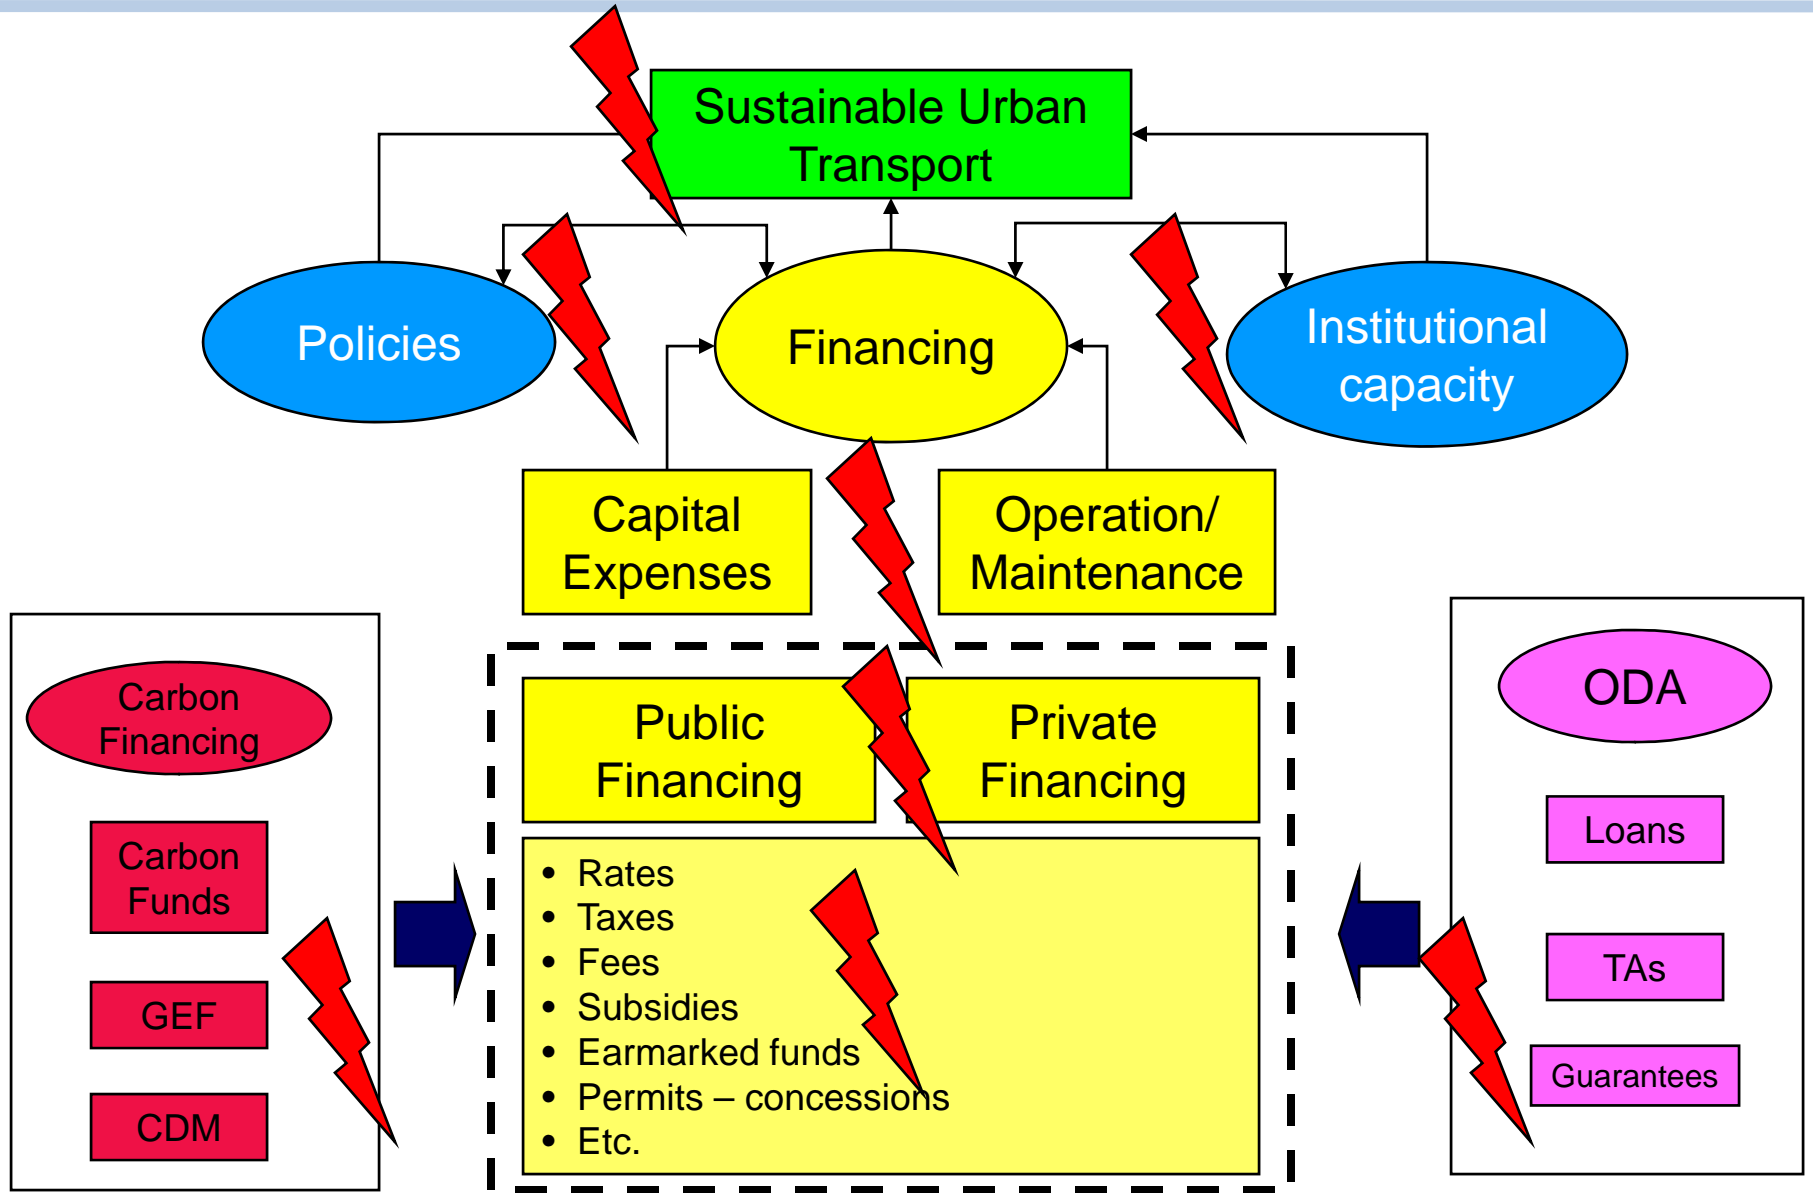 Sustainable Urban
Transport
Policies
Financing
Institutional
capacity
Capital
Expenses
Operation/
Maintenance
Carbon
Financing
Carbon
Funds
GEF
CDM
Public
Financing
Private
Financing
• Rates
• Taxes
• Fees
• Subsidies
• Earmarked funds
• Permits – concessions
• Etc.
ODA
Loans
TAs
Guarantees